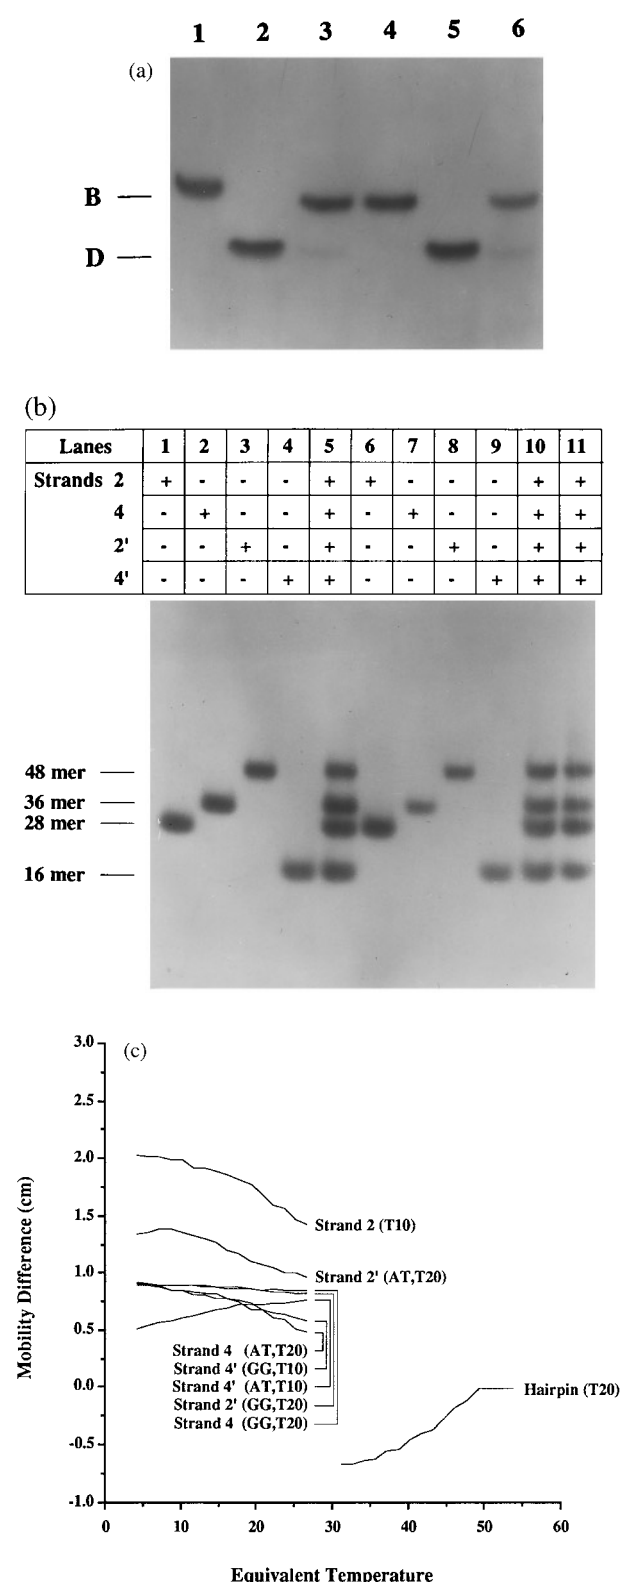 1 2 3 4 5 6
(a)
B
D
(b)
Lanes 1 2 3 4 5 6 7 8 9 10 11
Strands 2 + - - - + + - - - + +
4 - + - - + - + - - + +
2' - - + - + - - + - + +
4' - - - + + - - - + + +
48 mer
36 mer
28 mer
16 mer
(c)
3.0
2.5
2.0
1.5
1.0
0.5
0.0
-0.5
-1.0
Mobility Difference (cm)
Strand 2 (T10)
Strand 2' (AT,T20)
Strand 4 (AT,T20)
Strand 4' (GG,T10)
Strand 4' (AT,T10)
Strand 2' (GG,T20)
Strand 4 (GG,T20)
Hairpin (T20)
0 10 20 30 40 50 60
Equivalent Temperature